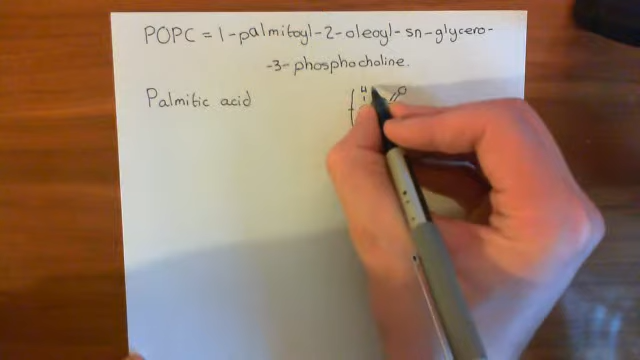 POPC = 1-palmitoyl-2-oleoyl-sn-glycero-
-3-phosphocholine.
Palmitic acid
H O